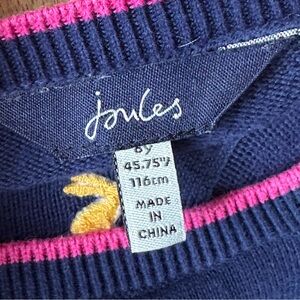 joules
6y
45.75"/
116cm
MADE
IN
CHINA